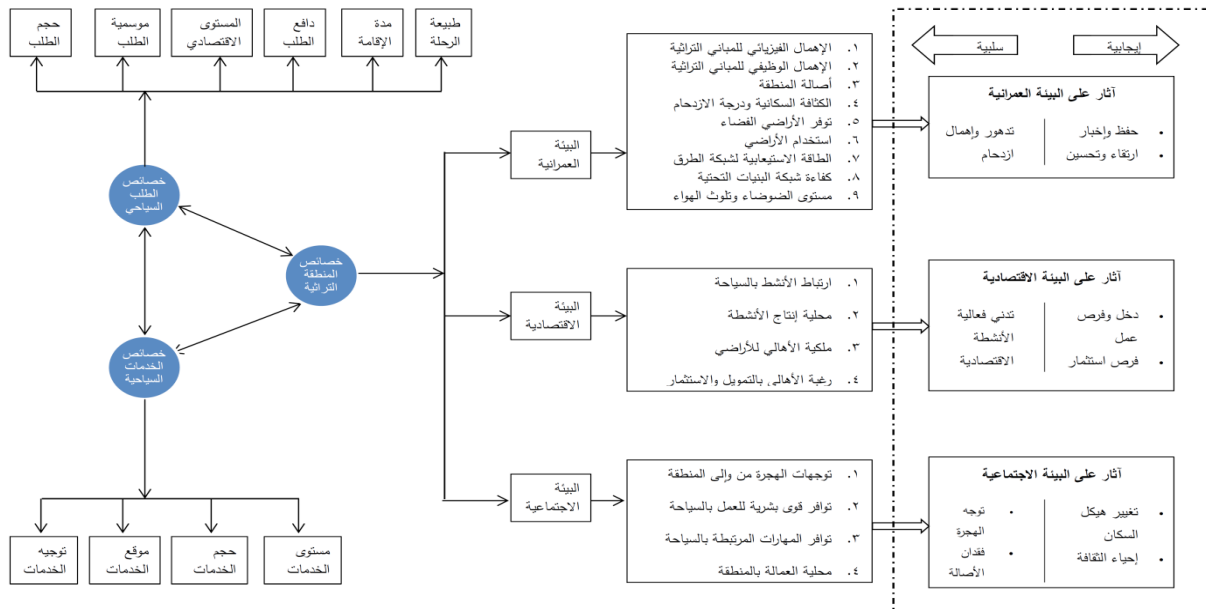 طبيعة
الرحلة
مدة
الإقامة
دافع
الطلب
المستوى
الاقتصادي
موسمية
الطلب
حجم
الطلب
خصائص
الطلب
السياحي
خصائص
المنطقة
التراثية
خصائص
الخدمات
السياحية
مستوى
الخدمات
حجم
الخدمات
موقع
الخدمات
توجيه
الخدمات
البيئة
العمرانية
البيئة
الاقتصادية
البيئة
الاجتماعية
١. الإهمال الفيزيائي للمباني التراثية
٢. الإهمال الوظيفي للمباني التراثية
٣. أصالة المنطقة
٤. الكثافة السكانية ودرجة الازدحام
٥. توفر الأراضي الفضاء
٦. استخدام الأراضي
٧. الطاقة الاستيعابية لشبكة الطرق
٨. كفاءة شبكة البنيات التحتية
٩. مستوى الضوضاء وتلوث الهواء
١. ارتباط الأنشط بالسياحة
٢. محلية إنتاج الأنشطة
٣. ملكية الأهالي للأراضي
٤. رغبة الأهالي بالتمويل والاستثمار
١. توجهات الهجرة من وإلى المنطقة
٢. توافر قوى بشرية للعمل بالسياحة
٣. توافر المهارات المرتبطة بالسياحة
٤. محلية العمالة بالمنطقة
إيجابية
سلبية
آثار على البيئة العمرانية
• حفظ وإخبار
• ارتقاء وتحسين
تدهور وإهمال
ازدحام
آثار على البيئة الاقتصادية
• دخل وفرص
عمل
• فرص استثمار
تدني فعالية
الأنشطة
الاقتصادية
آثار على البيئة الاجتماعية
• تغيير هيكل
السكان
• إحياء الثقافة
• توجه
الهجرة
• فقدان
الأصالة